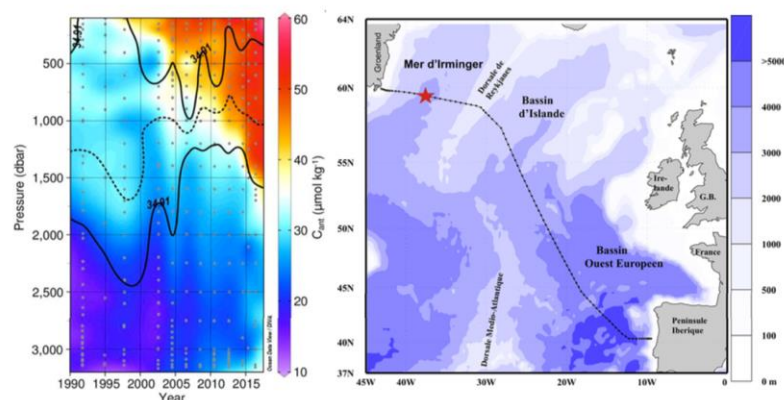 34.91
34.91
500
1,000
1,500
2,000
2,500
3,000
Pressure (dbar)
1990
1995
2000
2005
2010
2015
Year
60
50
40
30
20
10
Cant (μmol kg⁻¹)
Ocean Data View / DIVA
64N
60N
55N
50N
45N
40N
37N
45W
40W
30W
20W
10W
0
Groenland
Mer d'Irminger
Dorsale de
Reykjanes
Bassin
d'Islande
Ire-
lande
G.B.
France
Bassin
Ouest Europeen
Dorsale Medio-Atlantique
Peninsule
Iberique
>5000
4000
3000
2000
1000
500
100
0 m